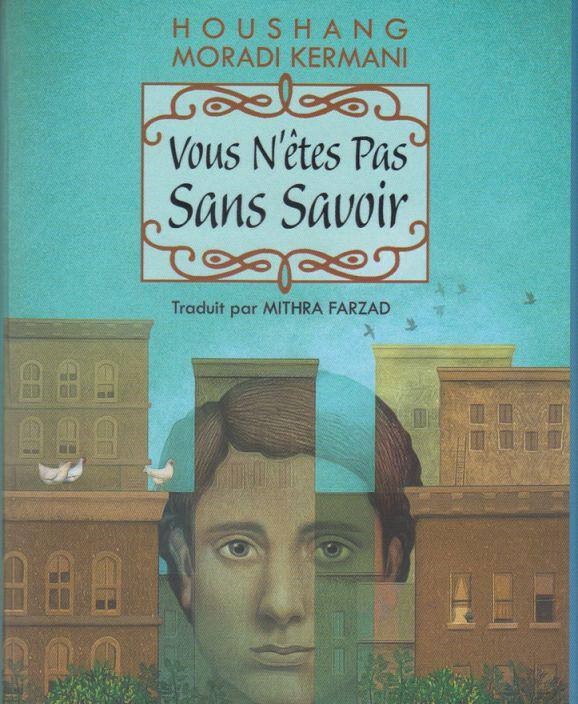 HOUSHANG
MORADI KERMANI
Vous N'êtes Pas
Sans Savoir
Traduit par MITHRA FARZAD